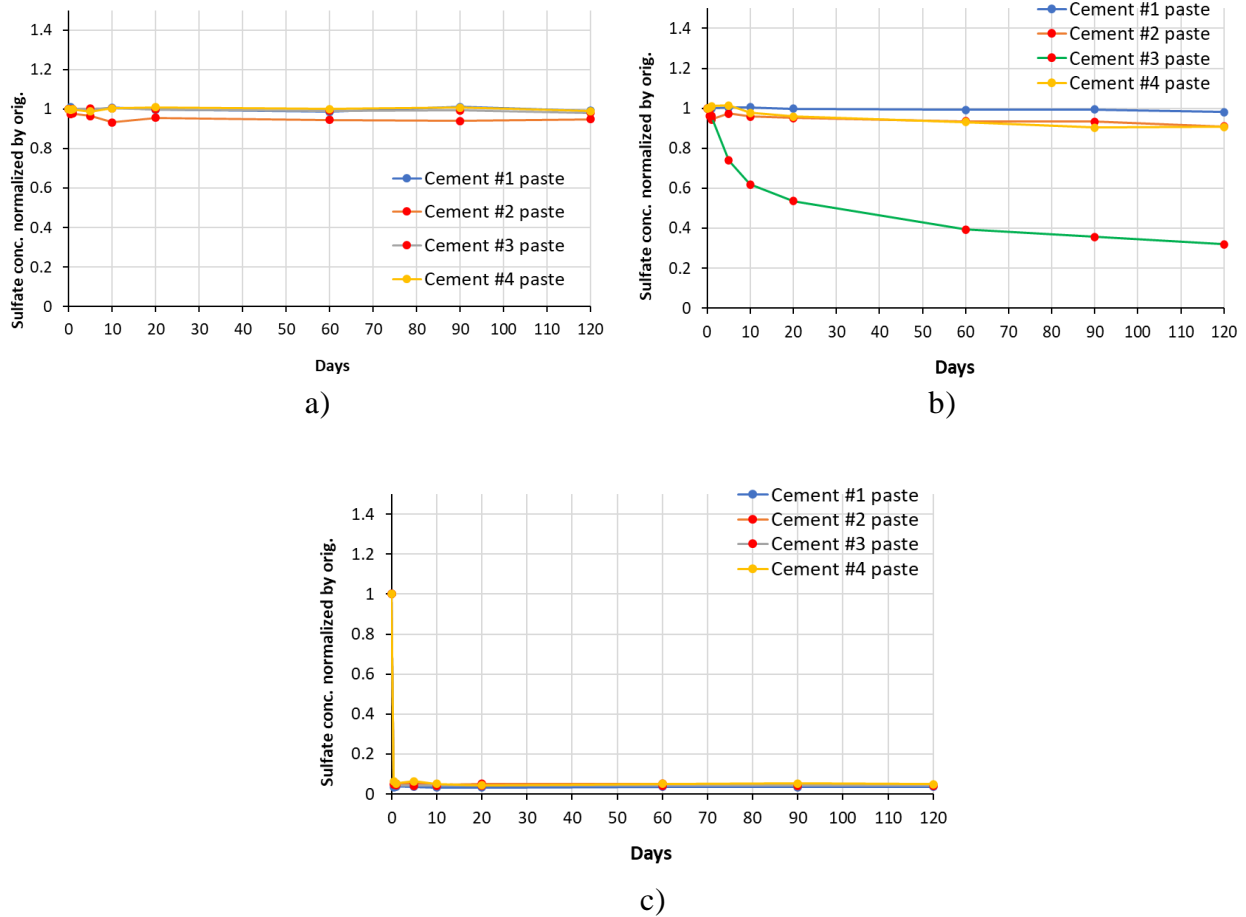 Sulfate conc. normalized by orig.
1.4
1.2
1
0.8
0.6
0.4
0.2
0
Cement #1 paste
Cement #2 paste
Cement #3 paste
Cement #4 paste
0 10 20 30 40 50 60 70 80 90 100 110 120
Days
a)
Sulfate conc. normalized by orig.
1.4
1.2
1
0.8
0.6
0.4
0.2
0
Cement #1 paste
Cement #2 paste
Cement #3 paste
Cement #4 paste
0 10 20 30 40 50 60 70 80 90 100 110 120
Days
b)
Sulfate conc. normalized by orig.
1.4
1.2
1
0.8
0.6
0.4
0.2
0
Cement #1 paste
Cement #2 paste
Cement #3 paste
Cement #4 paste
0 10 20 30 40 50 60 70 80 90 100 110 120
Days
c)